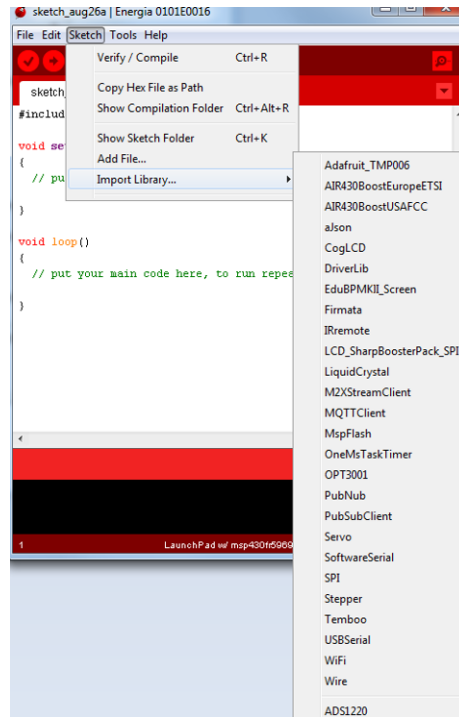 sketch_aug26a | Energia 0101E0016
File Edit Sketch Tools Help
Verify / Compile Ctrl+R
Copy Hex File as Path
Show Compilation Folder Ctrl+Alt+R
Show Sketch Folder Ctrl+K
Add File...
Import Library...
sketch_
#includ
void se
{
// pu
}
void loop()
{
// put your main code here, to run repea
}
1 LaunchPad w/ msp430fr5969
Adafruit_TMP006
AIR430BoostEuropeETSI
AIR430BoostUSAFCC
aJson
CogLCD
DriverLib
EduBPMKII_Screen
Firmata
IRremote
LCD_SharpBoosterPack_SPI
LiquidCrystal
M2XStreamClient
MQTTClient
MspFlash
OneMsTaskTimer
OPT3001
PubNub
PubSubClient
Servo
SoftwareSerial
SPI
Stepper
Temboo
USBSerial
WiFi
Wire
ADS1220